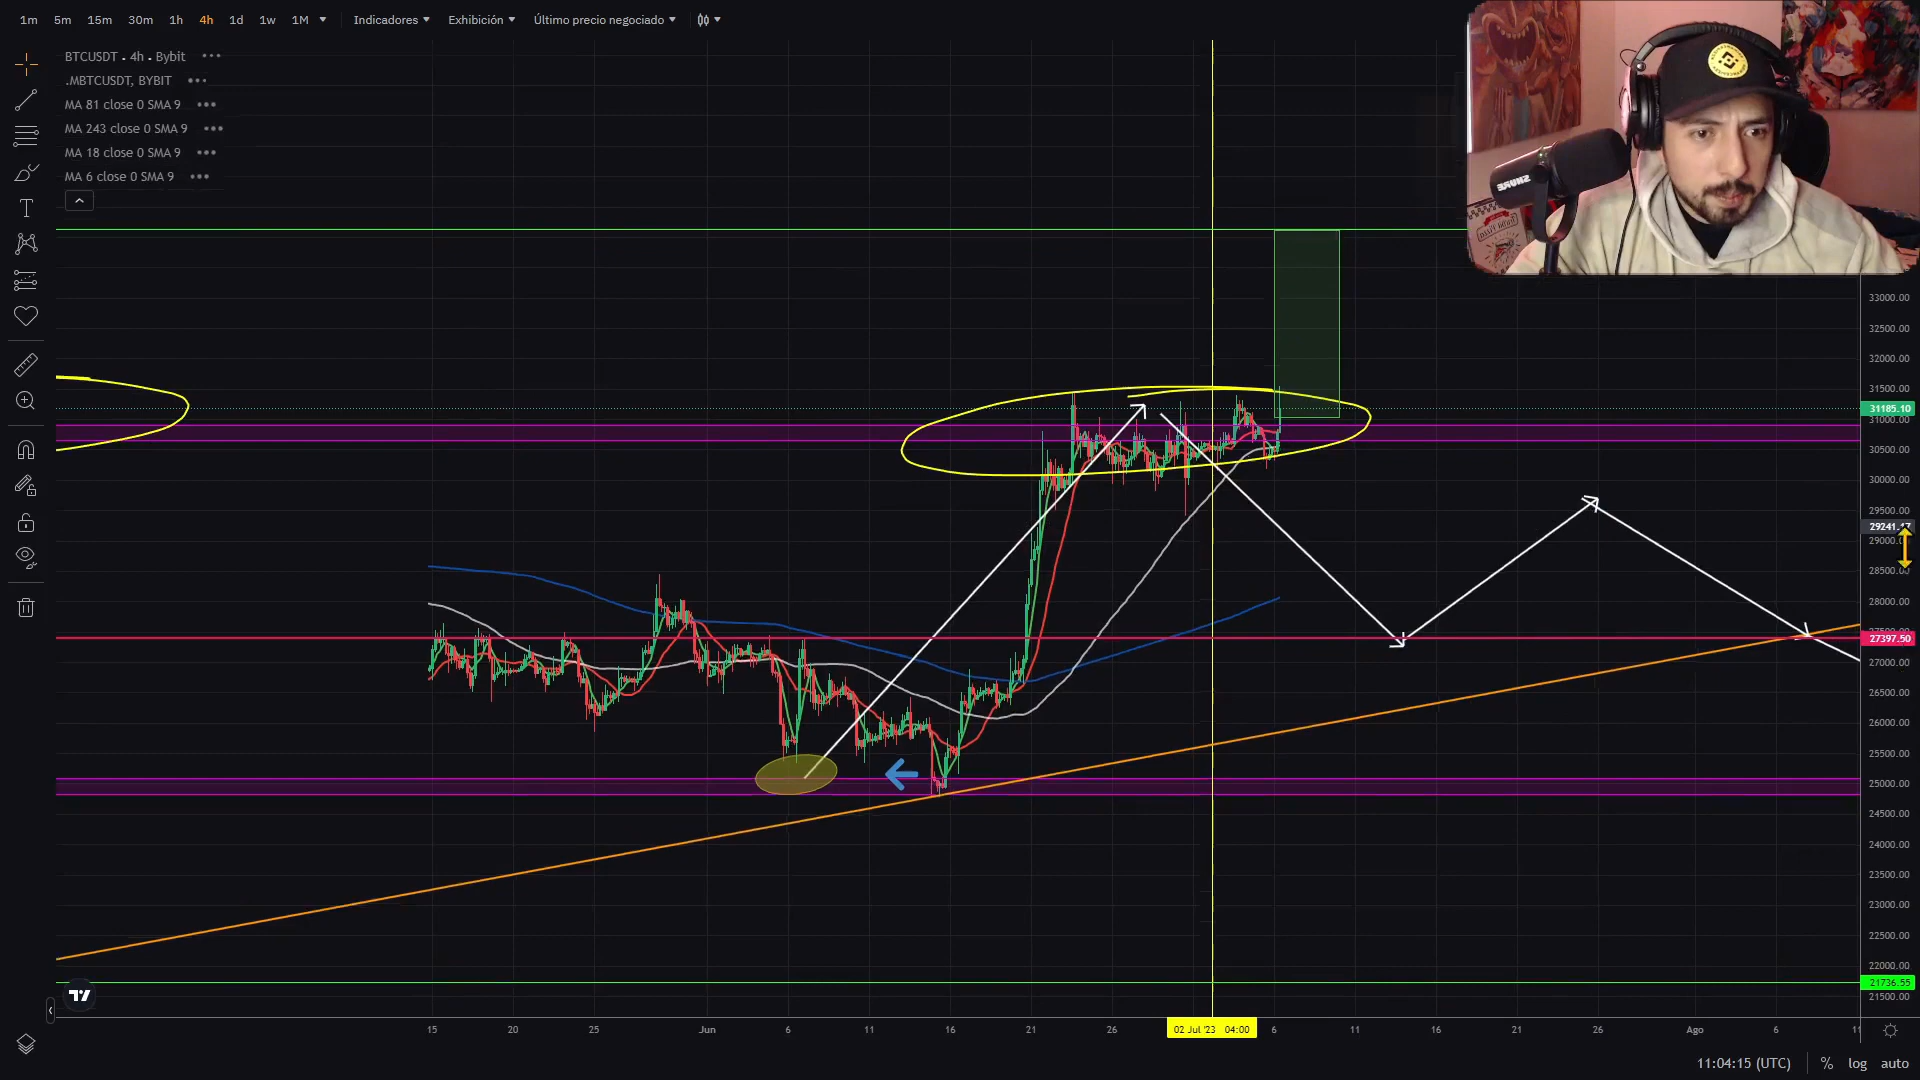 1m 5m 15m 30m 1h 4h 1d 1w 1M Indicadores Exhibición Último precio negociado
BTCUSDT • 4h • Bybit
.MBTCUSDT, BYBIT
MA 81 close 0 SMA 9
MA 243 close 0 SMA 9
MA 18 close 0 SMA 9
MA 6 close 0 SMA 9
SHURE
33000.00
32500.00
32000.00
31500.00
31185.10
31000.00
30500.00
30000.00
29500.00
29241.17
29000.0
28500.00
28000.00
27397.50
27000.00
26500.00
26000.00
25500.00
25000.00
24500.00
24000.00
23500.00
23000.00
22500.00
22000.00
21736.55
21500.00
15 20 25 Jun 6 11 16 21 26 02 Jul '23 04:00 6 11 16 21 26 Ago 6 11
11:04:15 (UTC) % log auto